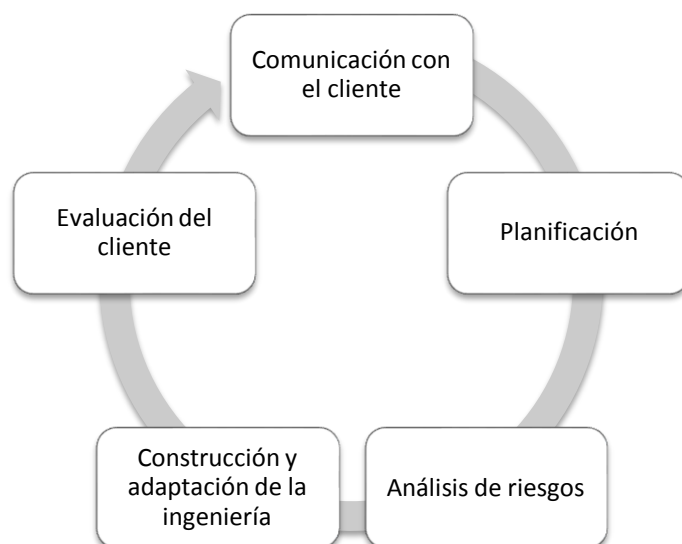 Comunicación con
el cliente
Planificación
Análisis de riesgos
Construcción y
adaptación de la
ingeniería
Evaluación del
cliente